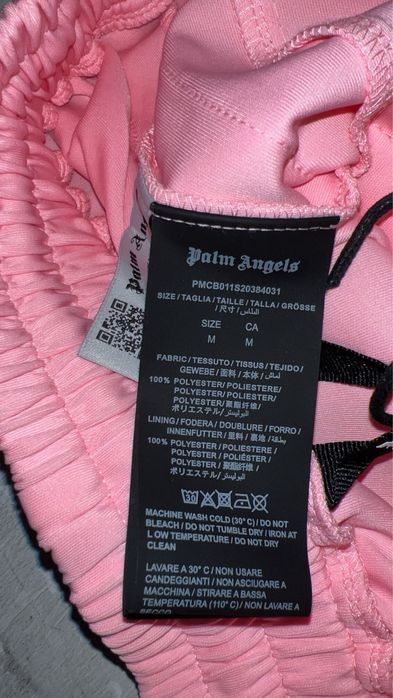 Palm Angels
PMCB011S20384031
SIZE / TAGLIA / TAILLE / TALLA / GRÖSSE
/ 尺寸 / المقاس
SIZE CA
M M
FABRIC / TESSUTO / TISSUS / TEJIDO /
GEWEBE / 面料 / 本体 / قماش
100% POLYESTER / POLIESTERE /
POLYESTER / POLIESTER/
POLYESTER/聚酯纤维 /
ポリエステル / البوليستر
LINING / FODERA / DOUBLURE / FORRO /
INNENFUTTER / 里料 / 裏地 / بطانة
100% POLYESTER / POLIESTERE /
POLYESTER / POLIÉSTER /
POLYESTER / 聚酯纤维 /
ポリエステル / البوليستر
MACHINE WASH COLD (30°C) / DO NOT
BLEACH / DO NOT TUMBLE DRY / IRON AT
LOW TEMPERATURE / DO NOT DRY
CLEAN
LAVARE A 30° C / NON USARE
CANDEGGIANTI / NON ASCIUGARE A
MACCHINA / STIRARE A BASSA
TEMPERATURA (110° C) / NON LAVARE A
SECCO
Palm An